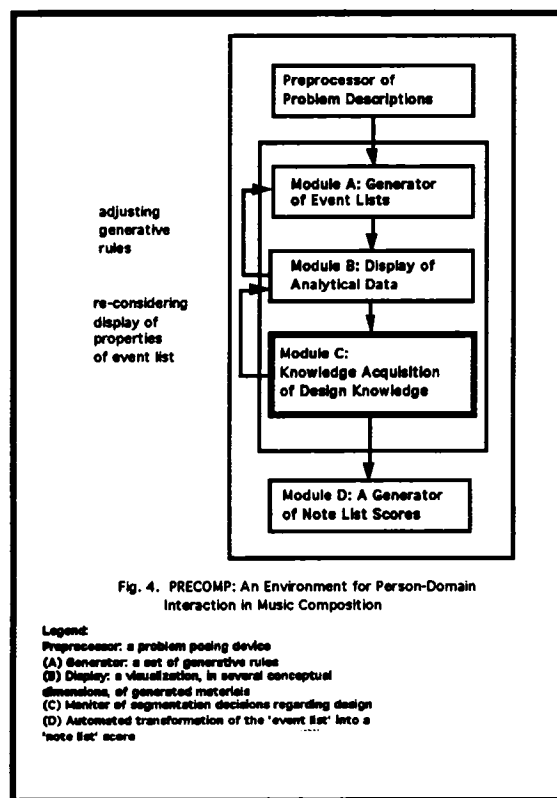 Preprocessor of
Problem Descriptions
Module A: Generator
of Event Lists
adjusting
generative
rules
Module B: Display of
Analytical Data
re-considering
display of
properties
of event list
Module C:
Knowledge Acquisition
of Design Knowledge
Module D: A Generator
of Note List Scores
Fig. 4. PRECOMP: An Environment for Person-Domain
Interaction in Music Composition
Legend:
Preprocessor: a problem posing device
(A) Generator: a set of generative rules
(B) Display: a visualization, in several conceptual
dimensions, of generated materials
(C) Monitor of segmentation decisions regarding design
(D) Automated transformation of the 'event list' into a
'note list' score